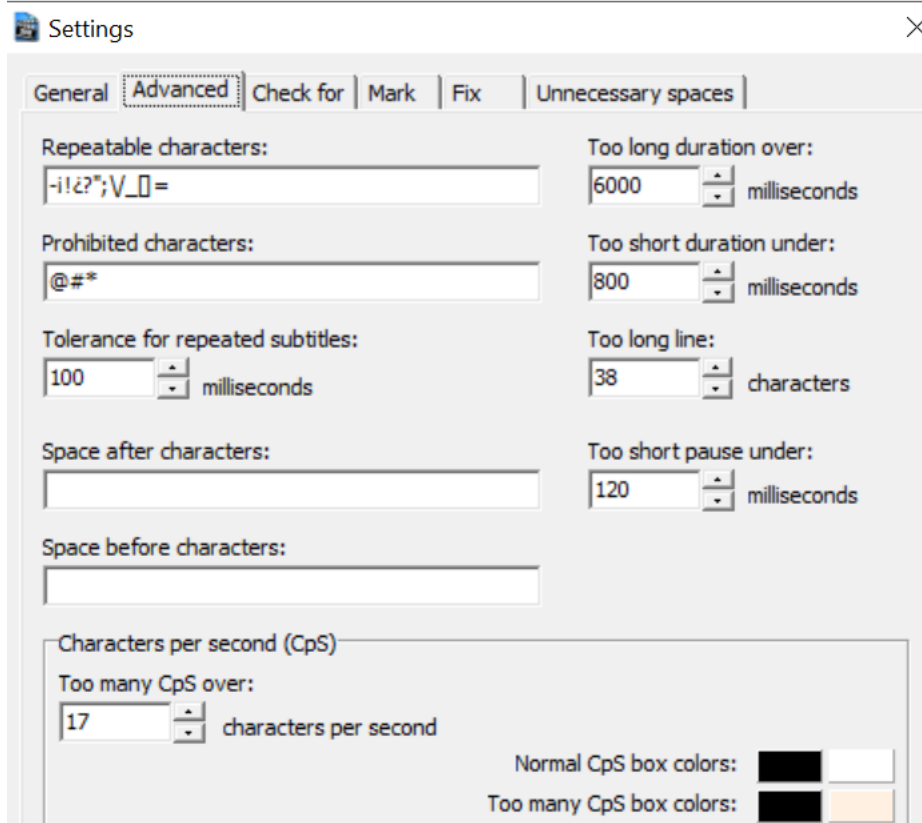 Settings
General Advanced Check for Mark Fix Unnecessary spaces
Repeatable characters:
-¡!¿?";\/_[]=
Too long duration over:
6000 milliseconds
Prohibited characters:
@#*
Too short duration under:
800 milliseconds
Tolerance for repeated subtitles:
100 milliseconds
Too long line:
38 characters
Space after characters:
Too short pause under:
120 milliseconds
Space before characters:
Characters per second (CpS)
Too many CpS over:
17 characters per second
Normal CpS box colors:
Too many CpS box colors: